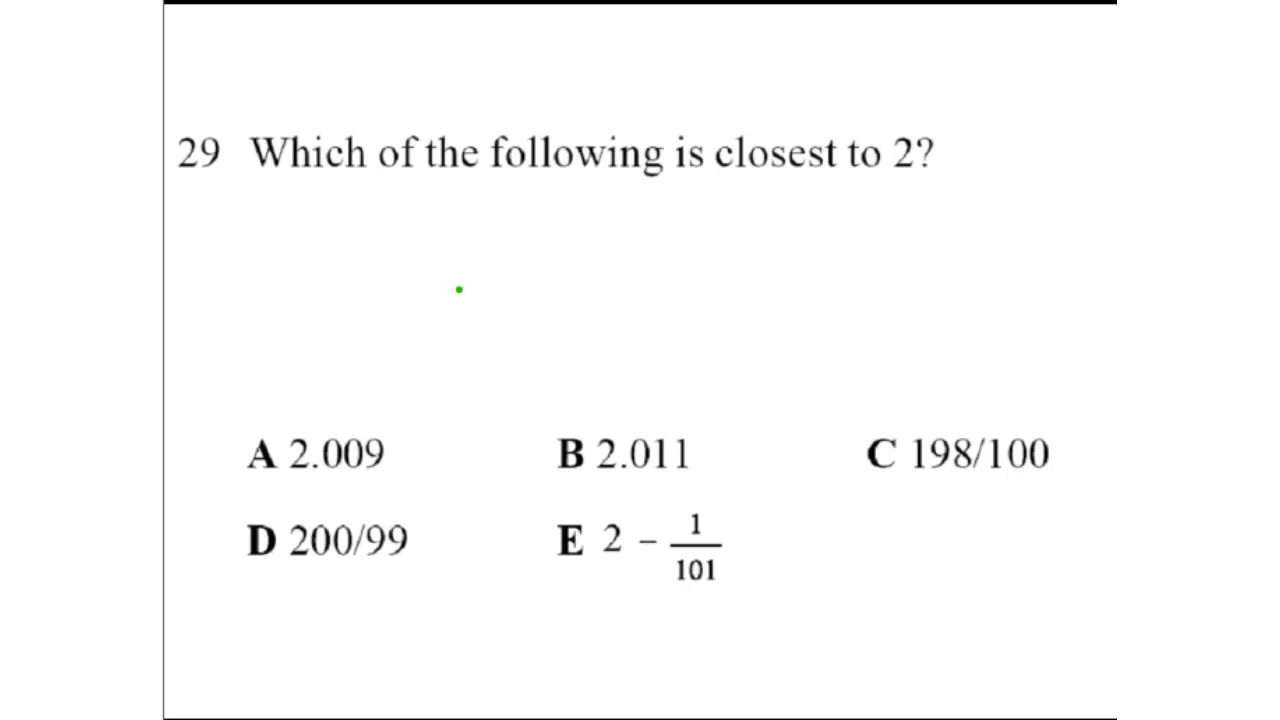 29 Which of the following is closest to 2?
A 2.009 B 2.011 C 198/100
D 200/99 E 2 - 1/101